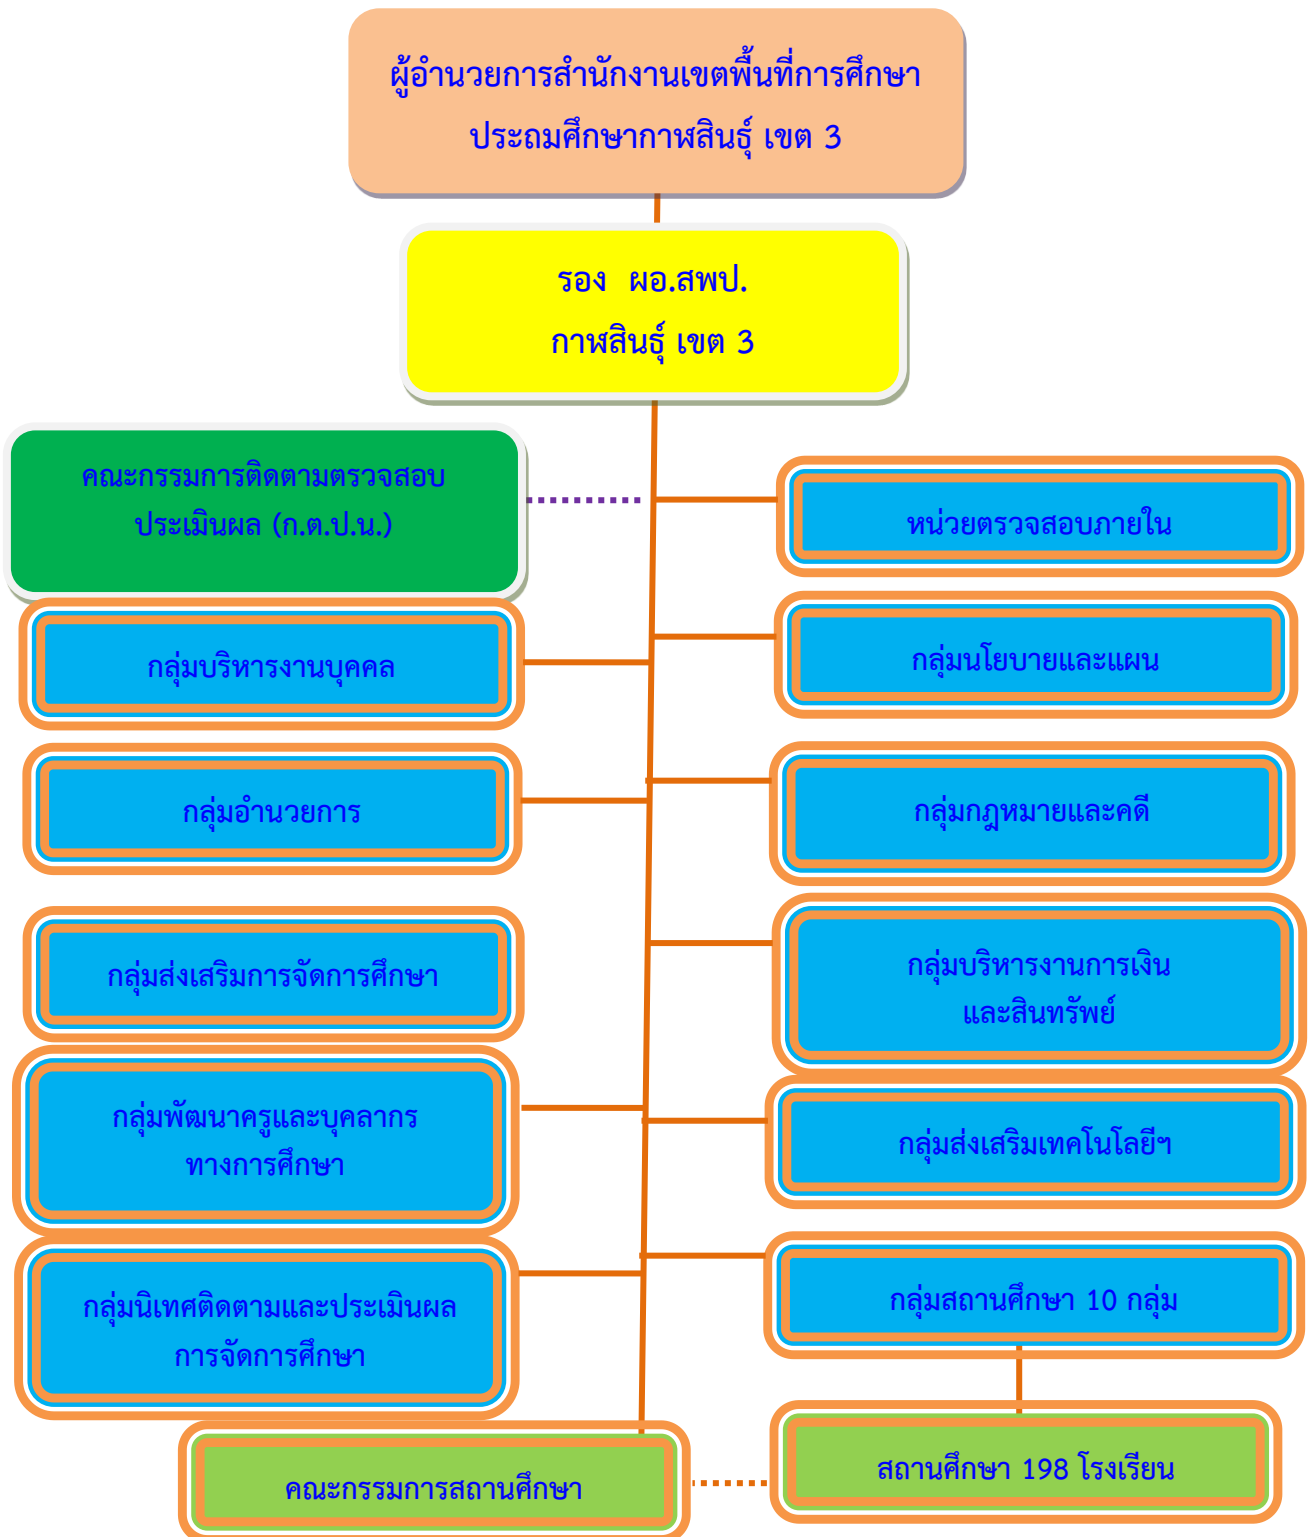 ผู้อำนวยการสำนักงานเขตพื้นที่การศึกษา
ประถมศึกษากาฬสินธุ์ เขต 3
รอง ผอ.สพป.
กาฬสินธุ์ เขต 3
คณะกรรมการติดตามตรวจสอบ
ประเมินผล (ก.ต.ป.น.)
หน่วยตรวจสอบภายใน
กลุ่มบริหารงานบุคคล
กลุ่มนโยบายและแผน
กลุ่มอำนวยการ
กลุ่มกฎหมายและคดี
กลุ่มส่งเสริมการจัดการศึกษา
กลุ่มบริหารงานการเงิน
และสินทรัพย์
กลุ่มพัฒนาครูและบุคลากร
ทางการศึกษา
กลุ่มส่งเสริมเทคโนโลยีฯ
กลุ่มนิเทศติดตามและประเมินผล
การจัดการศึกษา
กลุ่มสถานศึกษา 10 กลุ่ม
คณะกรรมการสถานศึกษา
สถานศึกษา 198 โรงเรียน